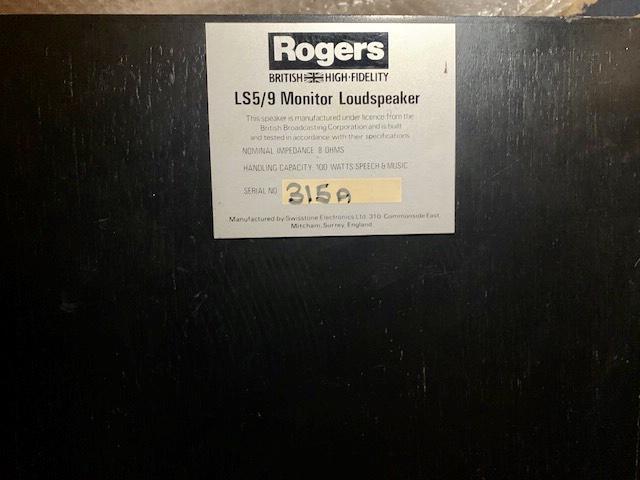 Rogers
BRITISH HIGH·FIDELITY
LS5/9 Monitor Loudspeaker
This speaker is manufactured under licence from the
British Broadcasting Corporation and is built
and tested in accordance with their specifications
NOMINAL IMPEDANCE 8 OHMS
HANDLING CAPACITY 100 WATTS SPEECH & MUSIC
SERIAL NO 315A
Manufactured by Swisstone Electronics Ltd. 310 Commonside East,
Mitcham, Surrey, England